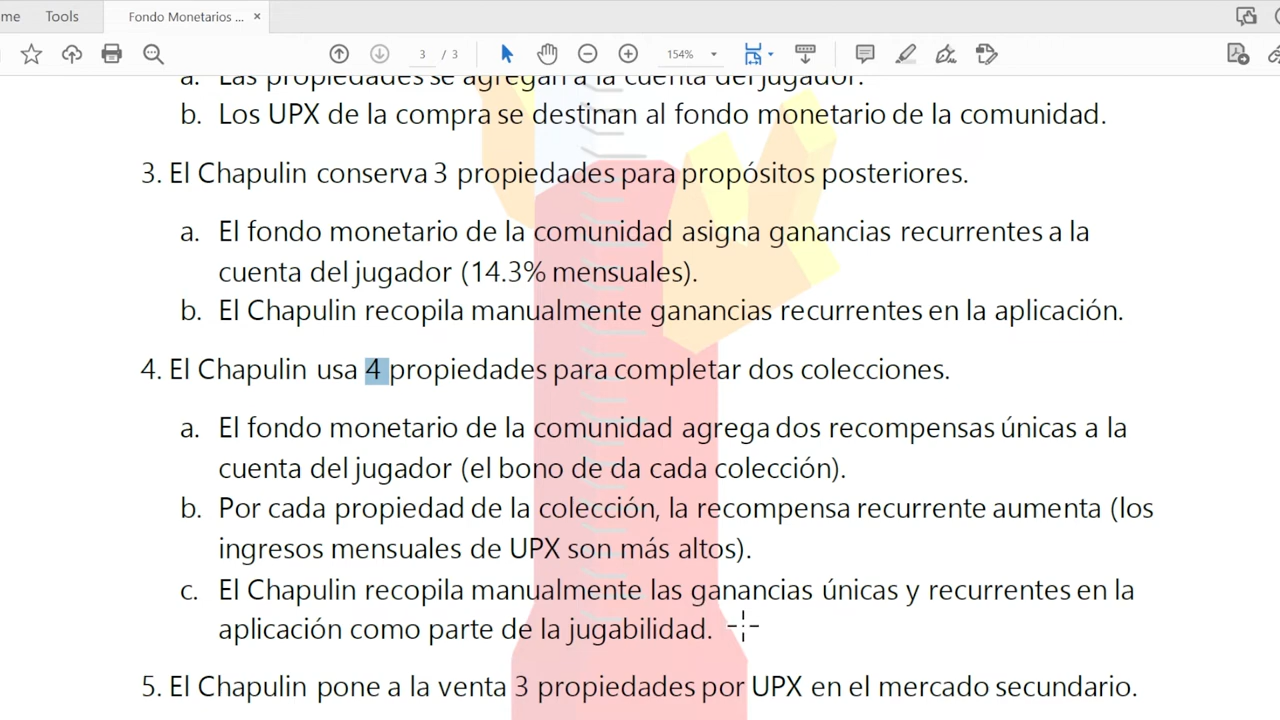 me Tools Fondo Monetarios ... ×
3 / 3 154%
a. Las propiedades se agregan a la cuenta del jugador.
b. Los UPX de la compra se destinan al fondo monetario de la comunidad.
3. El Chapulin conserva 3 propiedades para propósitos posteriores.
a. El fondo monetario de la comunidad asigna ganancias recurrentes a la
cuenta del jugador (14.3% mensuales).
b. El Chapulin recopila manualmente ganancias recurrentes en la aplicación.
4. El Chapulin usa 4 propiedades para completar dos colecciones.
a. El fondo monetario de la comunidad agrega dos recompensas únicas a la
cuenta del jugador (el bono de da cada colección).
b. Por cada propiedad de la colección, la recompensa recurrente aumenta (los
ingresos mensuales de UPX son más altos).
c. El Chapulin recopila manualmente las ganancias únicas y recurrentes en la
aplicación como parte de la jugabilidad.
5. El Chapulin pone a la venta 3 propiedades por UPX en el mercado secundario.